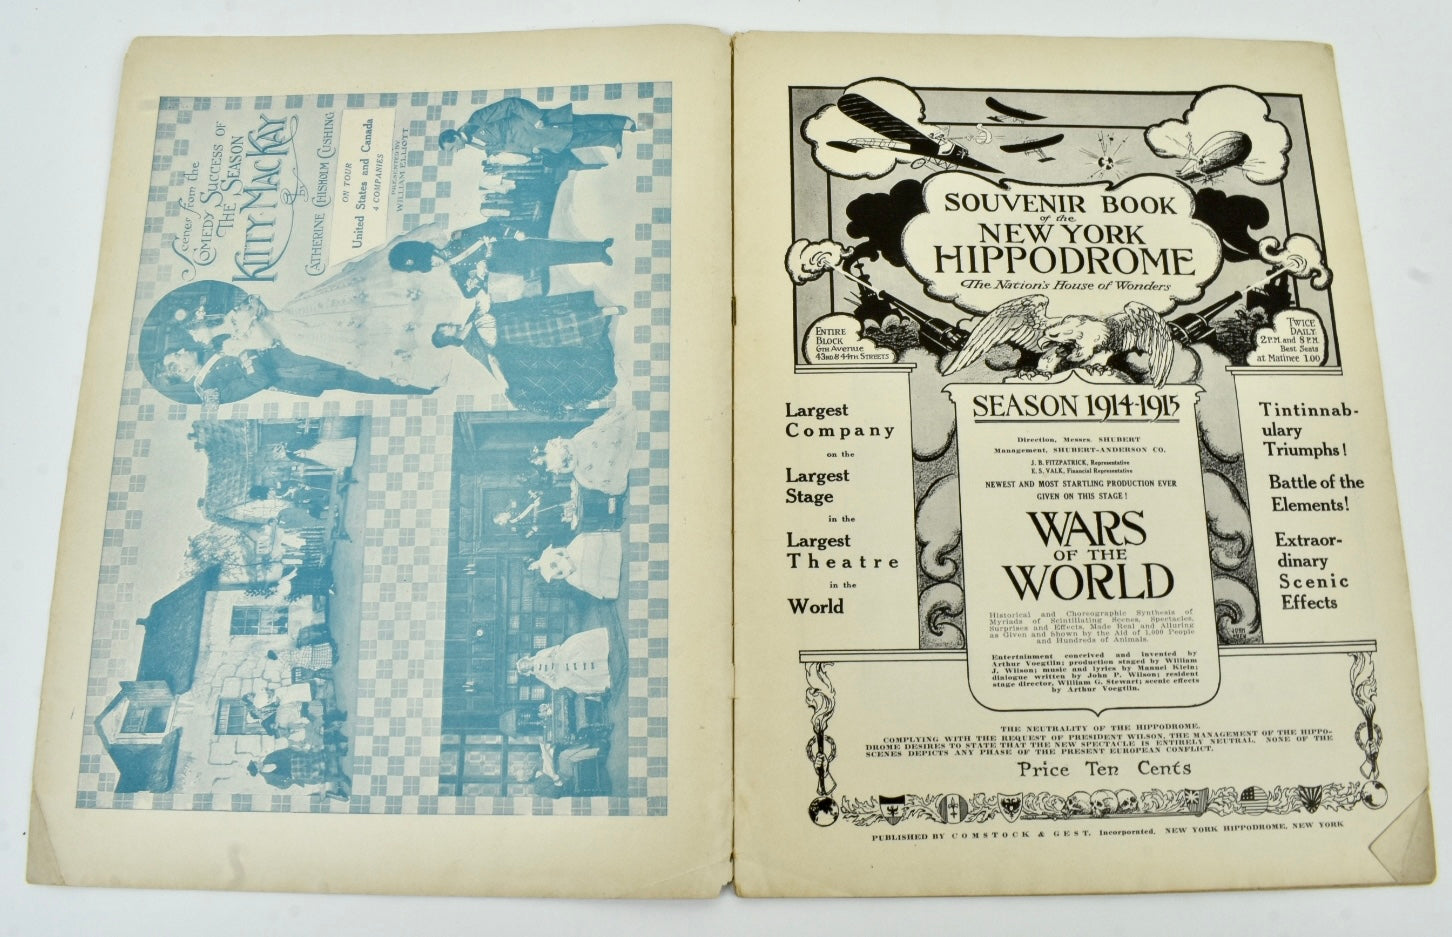 Scenes from the
Comedy Success of
The Season
Kitty MacKay
by
Catherine Chisholm Cushing
ON TOUR
United States and Canada
4 COMPANIES
PRESENTED BY
WILLIAM ELLIOTT
SOUVENIR BOOK
of the
NEW YORK
HIPPODROME
The Nation's House of Wonders
ENTIRE
BLOCK
6TH Avenue
43RD & 44TH STREETS
TWICE
DAILY
2 P.M. and 8 P.M.
Best Seats
at Matinee 1.00
SEASON 1914-1915
Largest
Company
on the
Largest
Stage
in the
Largest
Theatre
in the
World
Direction, Messrs. SHUBERT
Management, SHUBERT-ANDERSON CO.
J. B. FITZPATRICK, Representative
E. S. VALK, Financial Representative
NEWEST AND MOST STARTLING PRODUCTION EVER
GIVEN ON THIS STAGE!
WARS
OF THE
WORLD
Historical and Choreographic Synthesis of
Myriads of Scintillating Scenes, Spectacles,
Surprises and Effects, Made Real and Alluring
as Given and Shown by the Aid of 1,000 People
and Hundreds of Animals.
Entertainment conceived and invented by
Arthur Voegtlin; production staged by William
J. Wilson; music and lyrics by Manuel Klein;
dialogue written by John P. Wilson; resident
stage director, William G. Stewart; scenic effects
by Arthur Voegtlin.
Tintinnab-
ulary
Triumphs!
Battle of the
Elements!
Extraor-
dinary
Scenic
Effects
THE NEUTRALITY OF THE HIPPODROME.
COMPLYING WITH THE REQUEST OF PRESIDENT WILSON, THE MANAGEMENT OF THE HIPPO-
DROME DESIRES TO STATE THAT THE NEW SPECTACLE IS ENTIRELY NEUTRAL. NONE OF THE
SCENES DEPICTS ANY PHASE OF THE PRESENT EUROPEAN CONFLICT.
Price Ten Cents
PUBLISHED BY COMSTOCK & GEST, Incorporated, NEW YORK HIPPODROME, NEW YORK